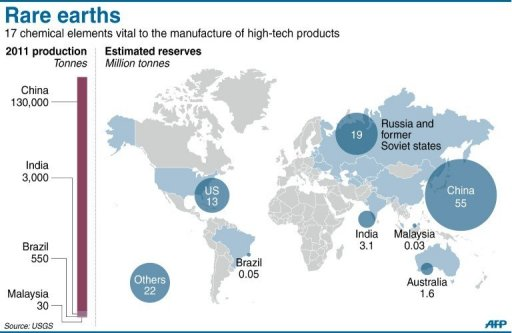 Rare earths
17 chemical elements vital to the manufacture of high-tech products
2011 production
Tonnes
China
130,000
India
3,000
Brazil
550
Malaysia
30
Source: USGS
Estimated reserves
Million tonnes
19
Russia and
former
Soviet states
US
13
China
55
India
3.1
Malaysia
0.03
Brazil
0.05
Others
22
Australia
1.6
AFP